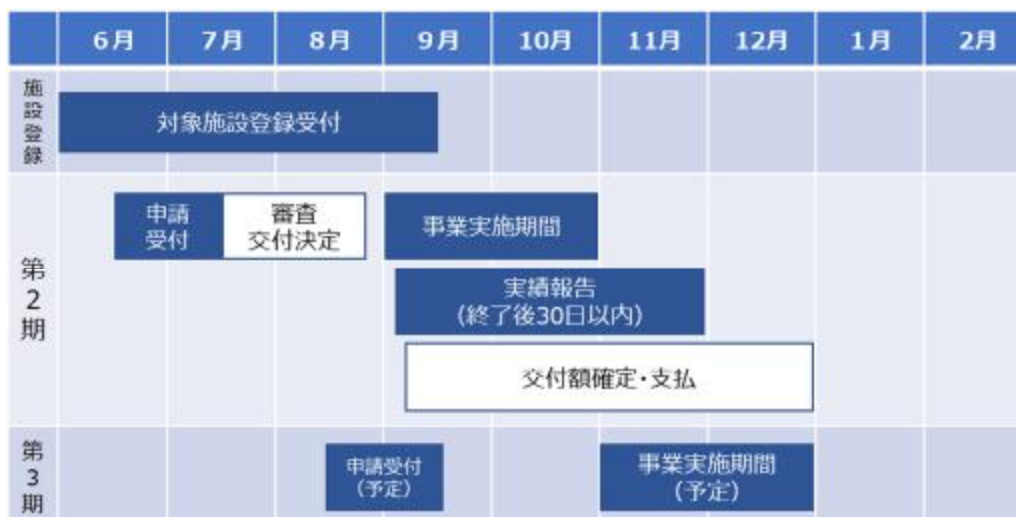 6月 7月 8月 9月 10月 11月 12月 1月 2月
施設登録
対象施設登録受付
第2期
申請
受付
審査
交付決定
事業実施期間
実績報告
(終了後30日以内)
交付額確定・支払
第3期
申請受付
(予定)
事業実施期間
(予定)